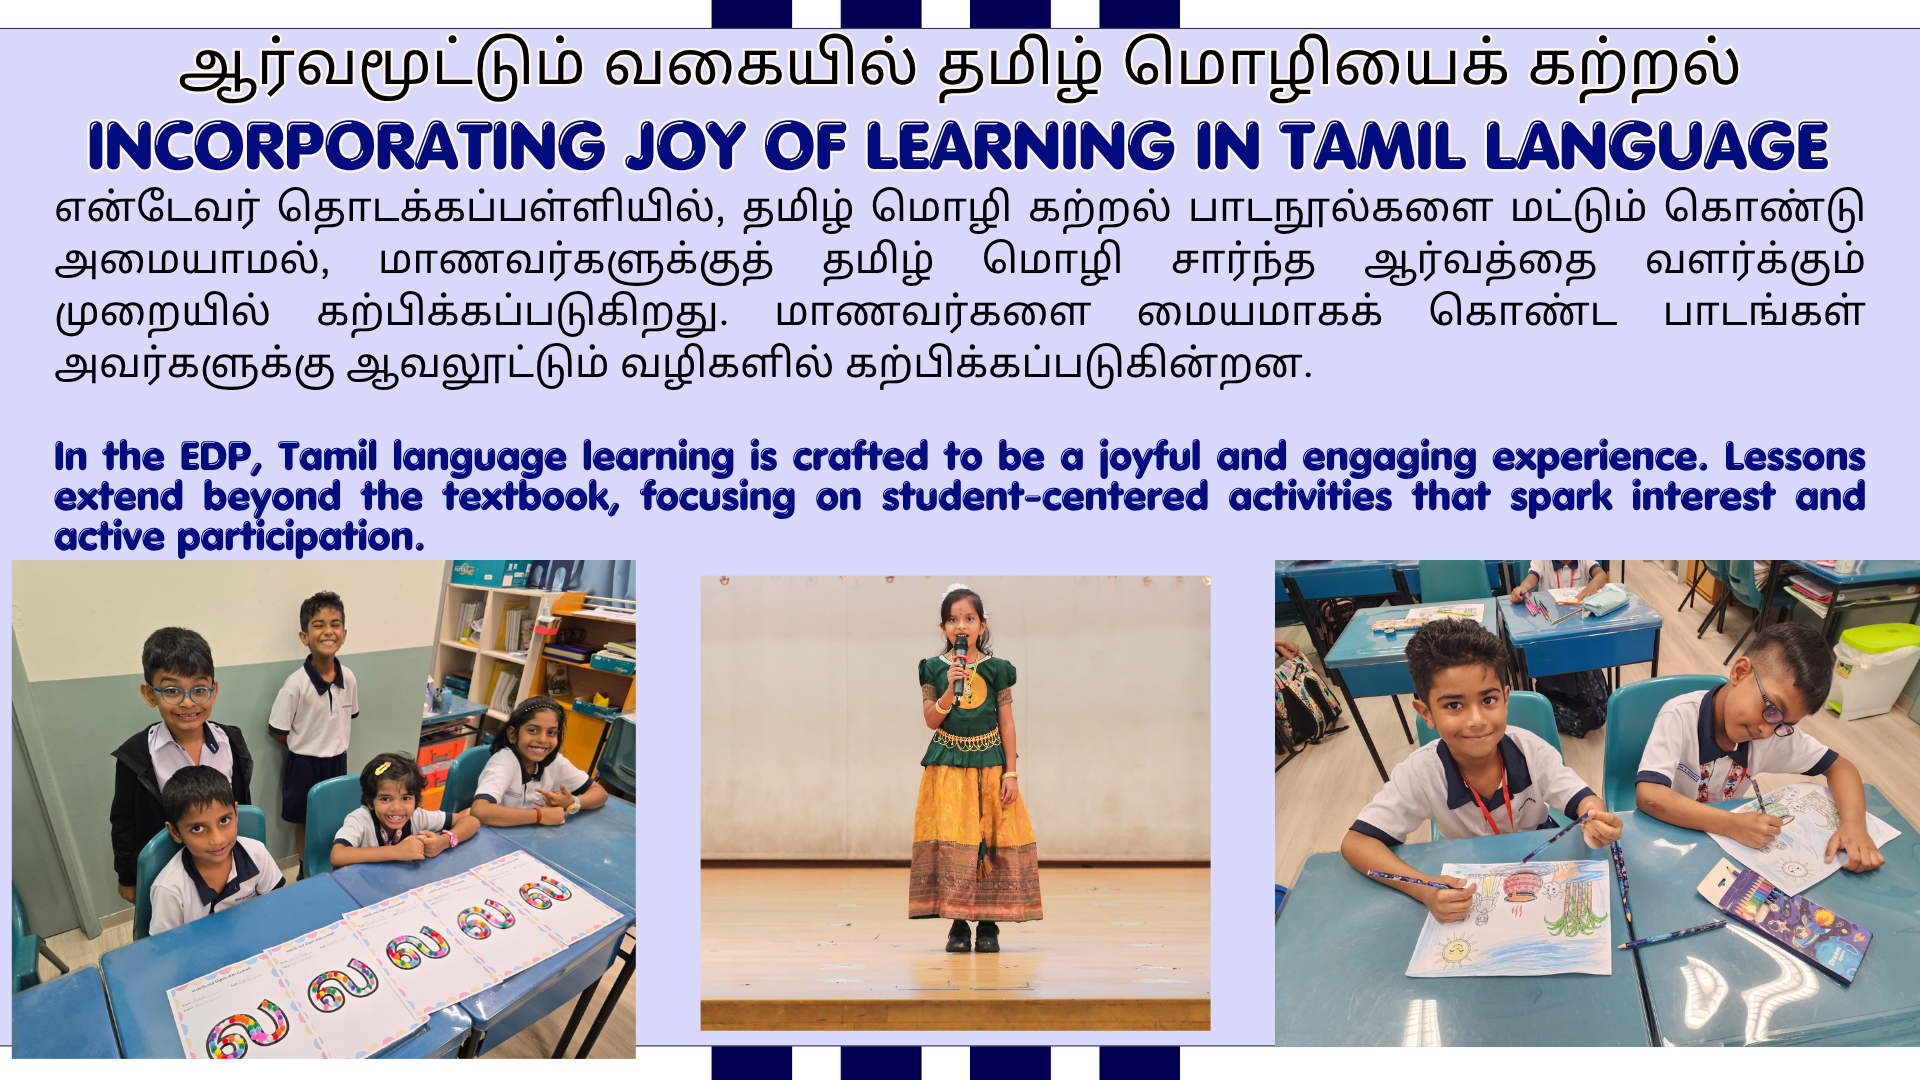 ஆர்வமூட்டும் வகையில் தமிழ் மொழியைக் கற்றல்
INCORPORATING JOY OF LEARNING IN TAMIL LANGUAGE
என்டேவர் தொடக்கப்பள்ளியில், தமிழ் மொழி கற்றல் பாடநூல்களை மட்டும் கொண்டு
அமையாமல், மாணவர்களுக்குத் தமிழ் மொழி சார்ந்த ஆர்வத்தை வளர்க்கும்
முறையில் கற்பிக்கப்படுகிறது. மாணவர்களை மையமாகக் கொண்ட பாடங்கள்
அவர்களுக்கு ஆவலூட்டும் வழிகளில் கற்பிக்கப்படுகின்றன.
In the EDP, Tamil language learning is crafted to be a joyful and engaging experience. Lessons
extend beyond the textbook, focusing on student-centered activities that spark interest and
active participation.
ல ல ல ல ல